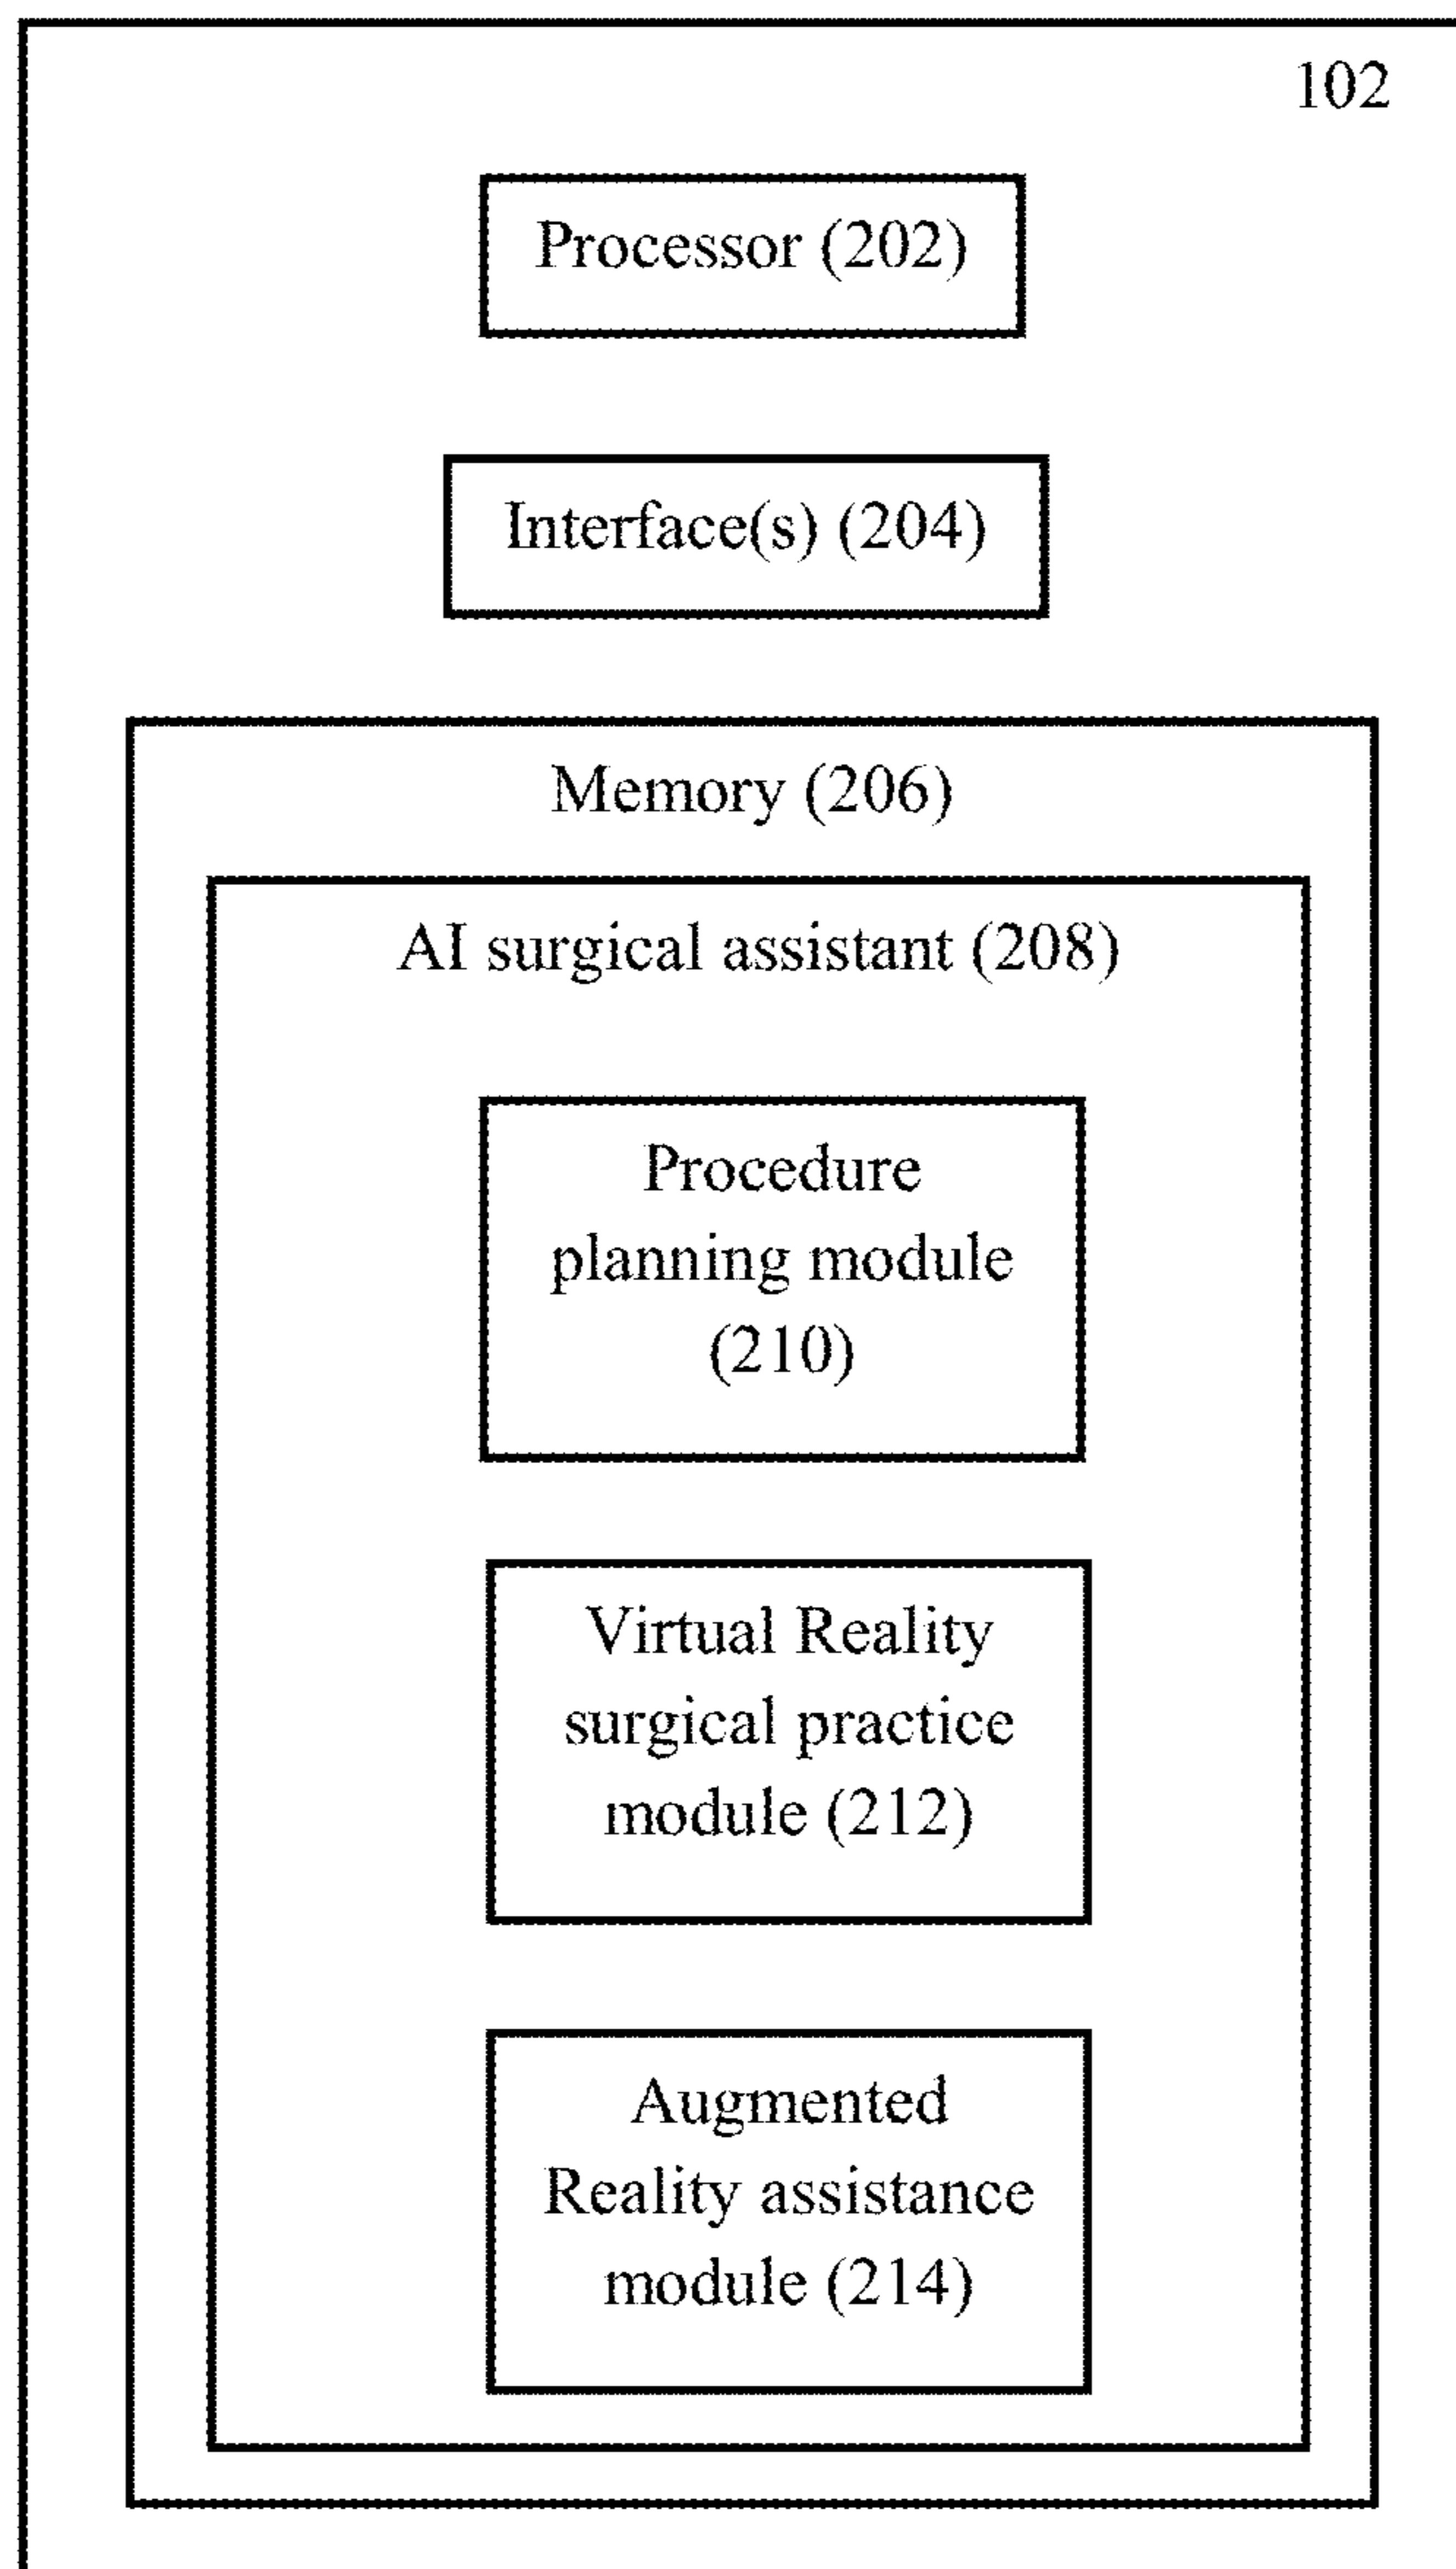 102
Processor (202)
Interface(s) (204)
Memory (206)
AI surgical assistant (208)
Procedure
planning module
(210)
Virtual Reality
surgical practice
module (212)
Augmented
Reality assistance
module (214)